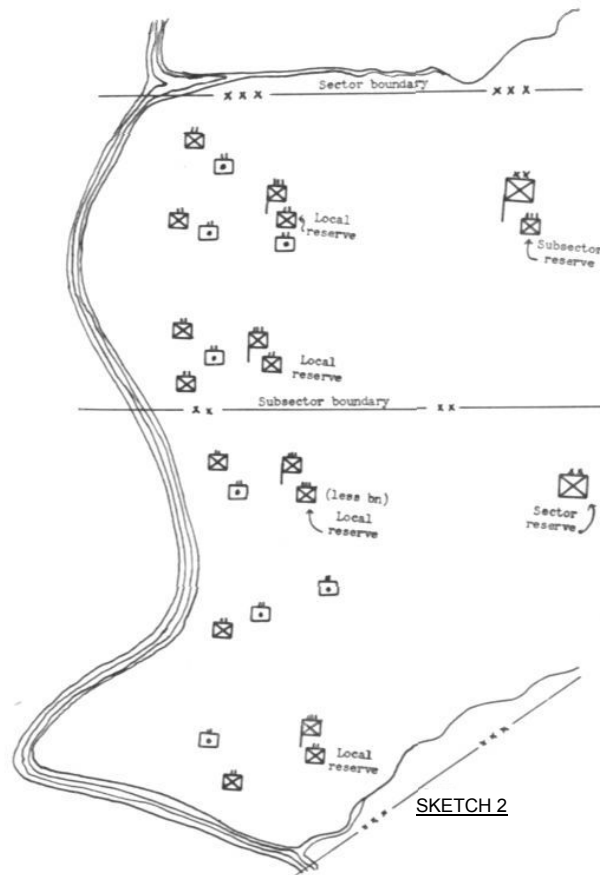 x x x
x x x
Sector boundary
Local
reserve
x x
Subsector
reserve
Local
reserve
Subsector boundary
x x
x x
(less bn)
Local
reserve
Sector
reserve
Local
reserve
x x x
x x x
SKETCH 2